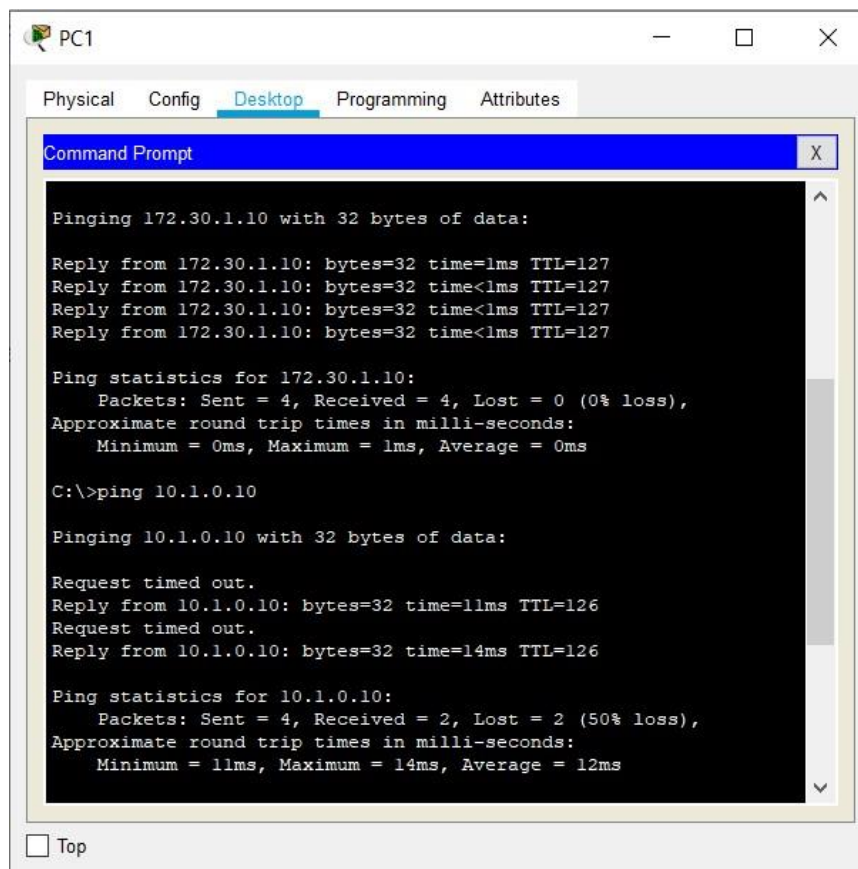 PC1
Physical Config Desktop Programming Attributes
Command Prompt X
Pinging 172.30.1.10 with 32 bytes of data:
Reply from 172.30.1.10: bytes=32 time=1ms TTL=127
Reply from 172.30.1.10: bytes=32 time<1ms TTL=127
Reply from 172.30.1.10: bytes=32 time<1ms TTL=127
Reply from 172.30.1.10: bytes=32 time<1ms TTL=127
Ping statistics for 172.30.1.10:
Packets: Sent = 4, Received = 4, Lost = 0 (0% loss),
Approximate round trip times in milli-seconds:
Minimum = 0ms, Maximum = 1ms, Average = 0ms
C:\>ping 10.1.0.10
Pinging 10.1.0.10 with 32 bytes of data:
Request timed out.
Reply from 10.1.0.10: bytes=32 time=11ms TTL=126
Request timed out.
Reply from 10.1.0.10: bytes=32 time=14ms TTL=126
Ping statistics for 10.1.0.10:
Packets: Sent = 4, Received = 2, Lost = 2 (50% loss),
Approximate round trip times in milli-seconds:
Minimum = 11ms, Maximum = 14ms, Average = 12ms
Top